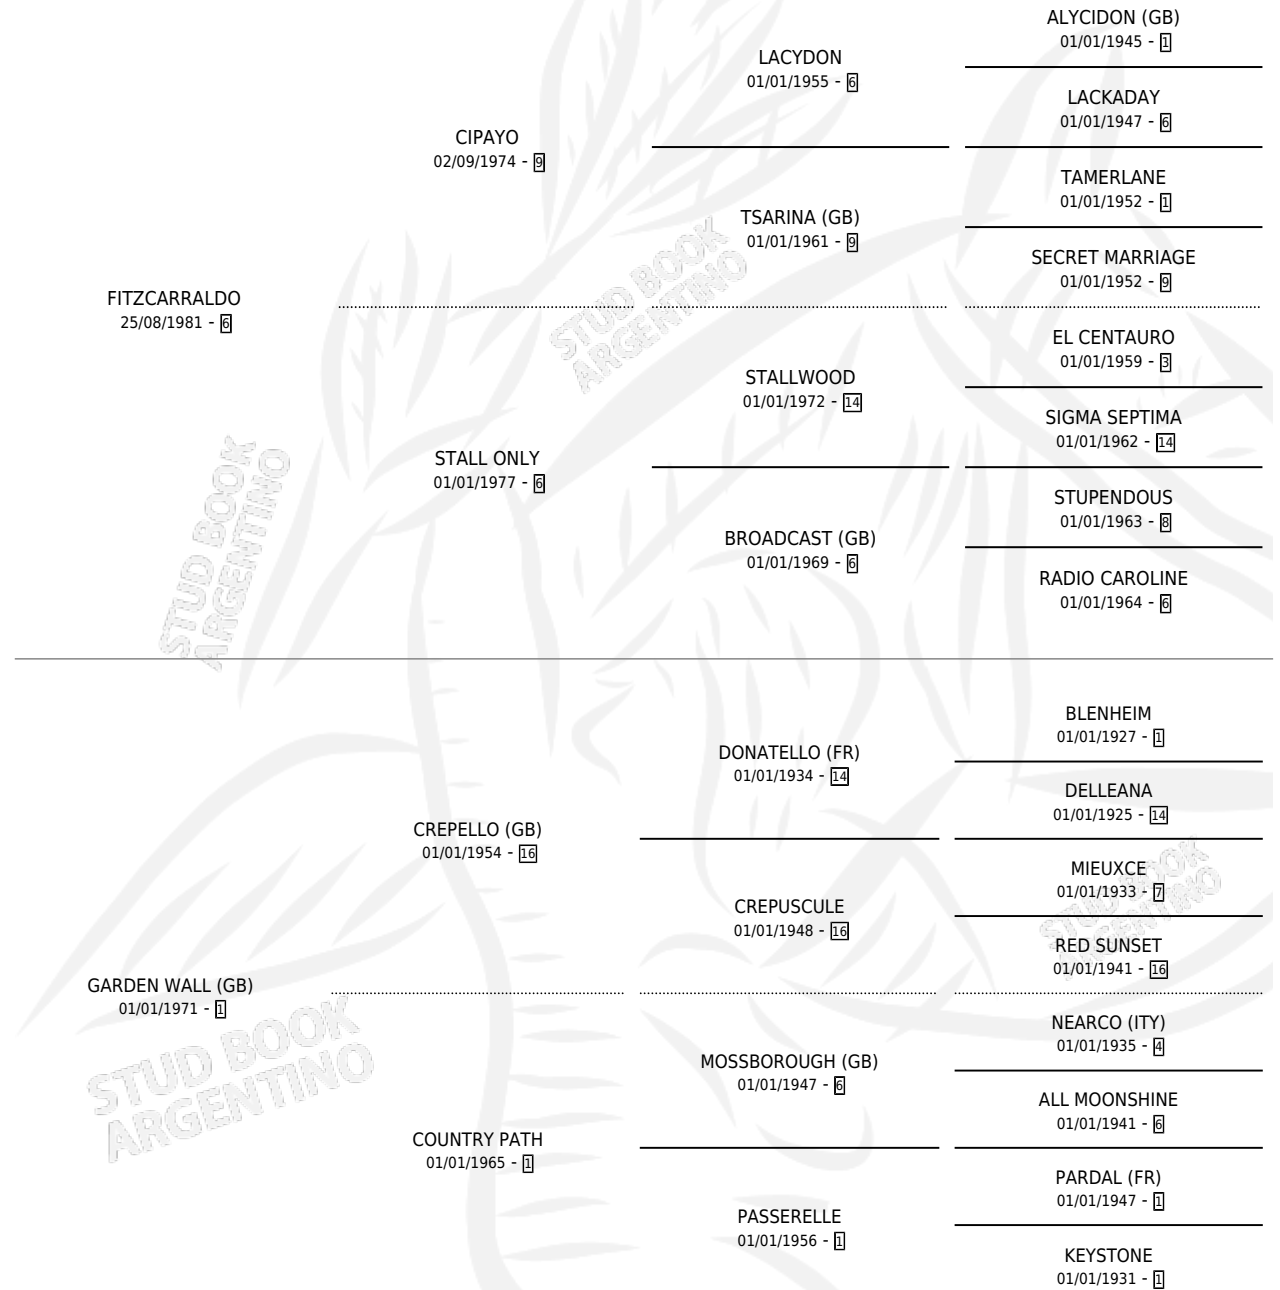 FITZCARRALDO
25/08/1981 - 6
CIPAYO
02/09/1974 - 9
LACYDON
01/01/1955 - 6
ALYCIDON (GB)
01/01/1945 - 1
LACKADAY
01/01/1947 - 6
TSARINA (GB)
01/01/1961 - 9
TAMERLANE
01/01/1952 - 1
SECRET MARRIAGE
01/01/1952 - 9
STALL ONLY
01/01/1977 - 6
STALLWOOD
01/01/1972 - 14
EL CENTAURO
01/01/1959 - 3
SIGMA SEPTIMA
01/01/1962 - 14
BROADCAST (GB)
01/01/1969 - 6
STUPENDOUS
01/01/1963 - 8
RADIO CAROLINE
01/01/1964 - 6
GARDEN WALL (GB)
01/01/1971 - 1
CREPELLO (GB)
01/01/1954 - 16
DONATELLO (FR)
01/01/1934 - 14
BLENHEIM
01/01/1927 - 1
DELLEANA
01/01/1925 - 14
CREPUSCULE
01/01/1948 - 16
MIEUXCE
01/01/1933 - 7
RED SUNSET
01/01/1941 - 16
COUNTRY PATH
01/01/1965 - 1
MOSSBOROUGH (GB)
01/01/1947 - 6
NEARCO (ITY)
01/01/1935 - 4
ALL MOONSHINE
01/01/1941 - 6
PASSERELLE
01/01/1956 - 1
PARDAL (FR)
01/01/1947 - 1
KEYSTONE
01/01/1931 - 1
STUD BOOK
ARGENTINO
STUD BOOK
ARGENTINO
STUD BOOK
ARGENTINO
STUD BOOK
ARGENTINO